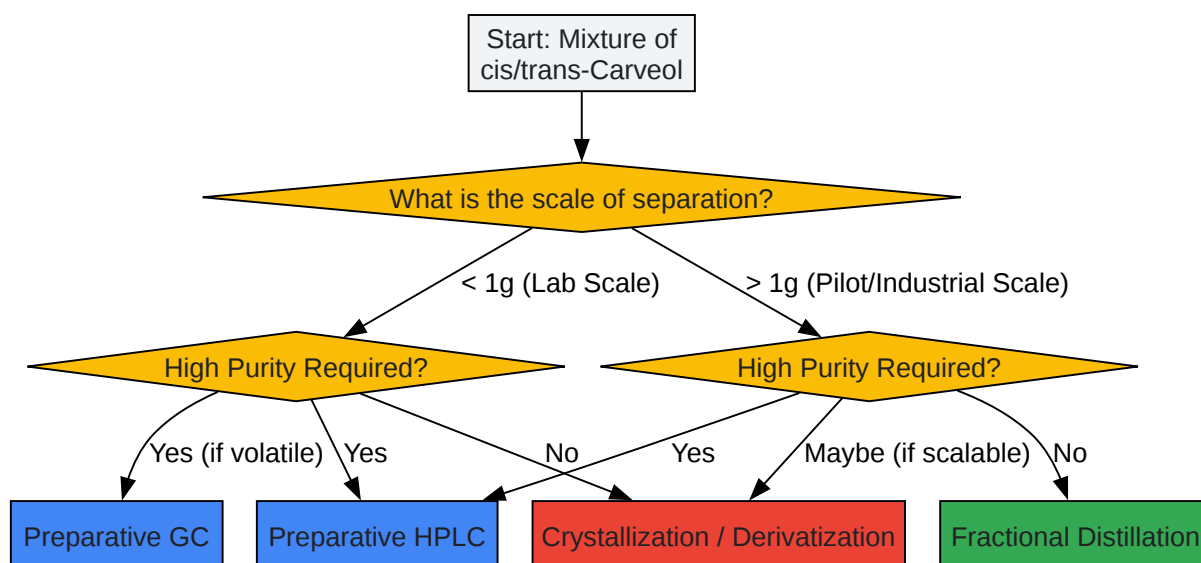 Start: Mixture of
cis/trans-Carveol
What is the scale of separation?
< 1g (Lab Scale)
> 1g (Pilot/Industrial Scale)
High Purity Required?
High Purity Required?
Yes (if volatile)
Yes
No
Yes
Maybe (if scalable)
No
Preparative GC
Preparative HPLC
Crystallization / Derivatization
Fractional Distillation